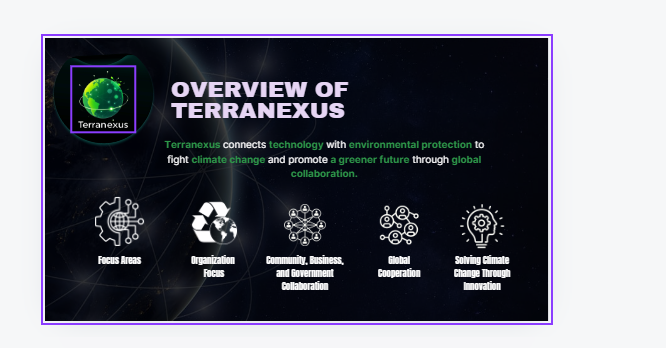 Terranexus
OVERVIEW OF
TERRANEXUS
Terranexus connects technology with environmental protection to
fight climate change and promote a greener future through global
collaboration.
Focus Areas
Organization
Focus
Community, Business,
and Government
Collaboration
Global
Cooperation
Solving Climate
Change Through
Innovation